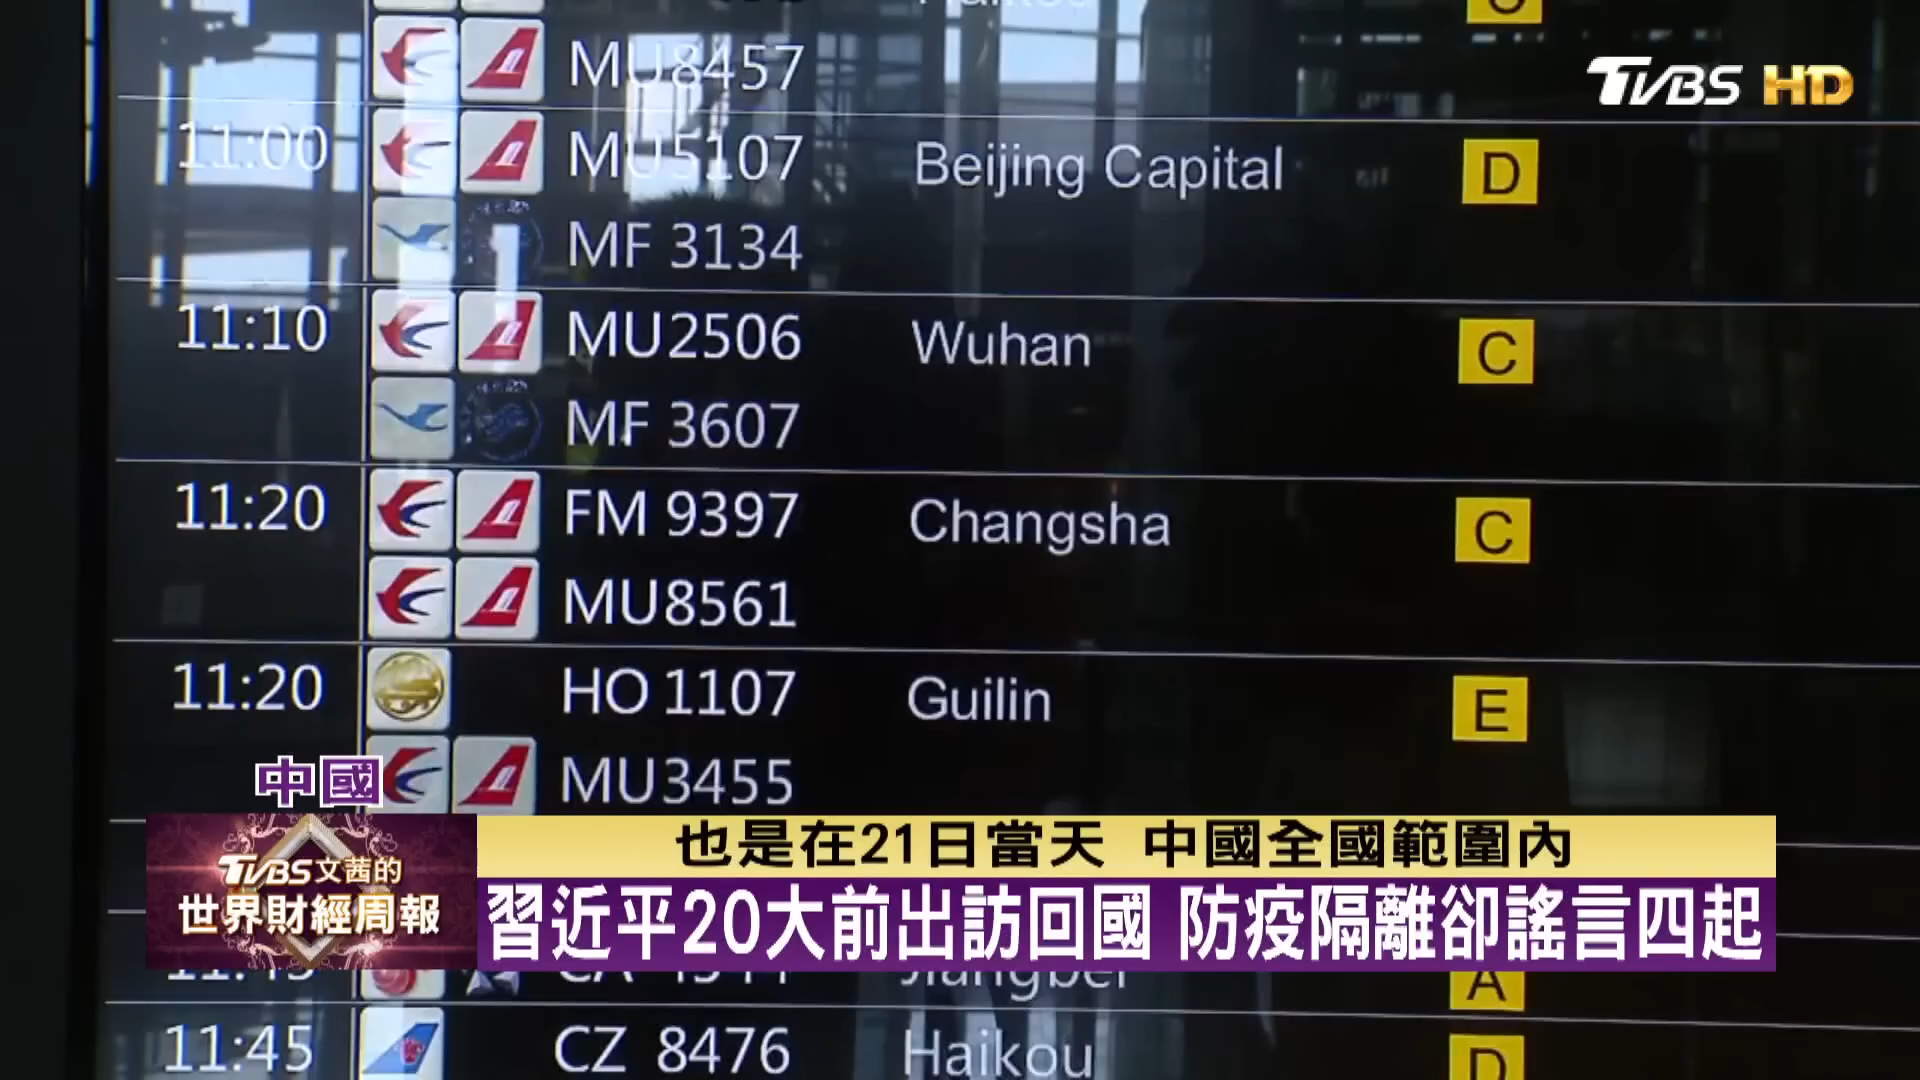 MU8457
TVBS HD
11:00 MU5107 Beijing Capital D
MF 3134
11:10 MU2506 Wuhan C
MF 3607
11:20 FM 9397 Changsha C
MU8561
11:20 HO 1107 Guilin E
MU3455
中國
也是在21日當天 中國全國範圍內
TVBS文茜的
世界財經周報
習近平20大前出訪回國 防疫隔離卻謠言四起
A
11:45 CZ 8476 Haikou D